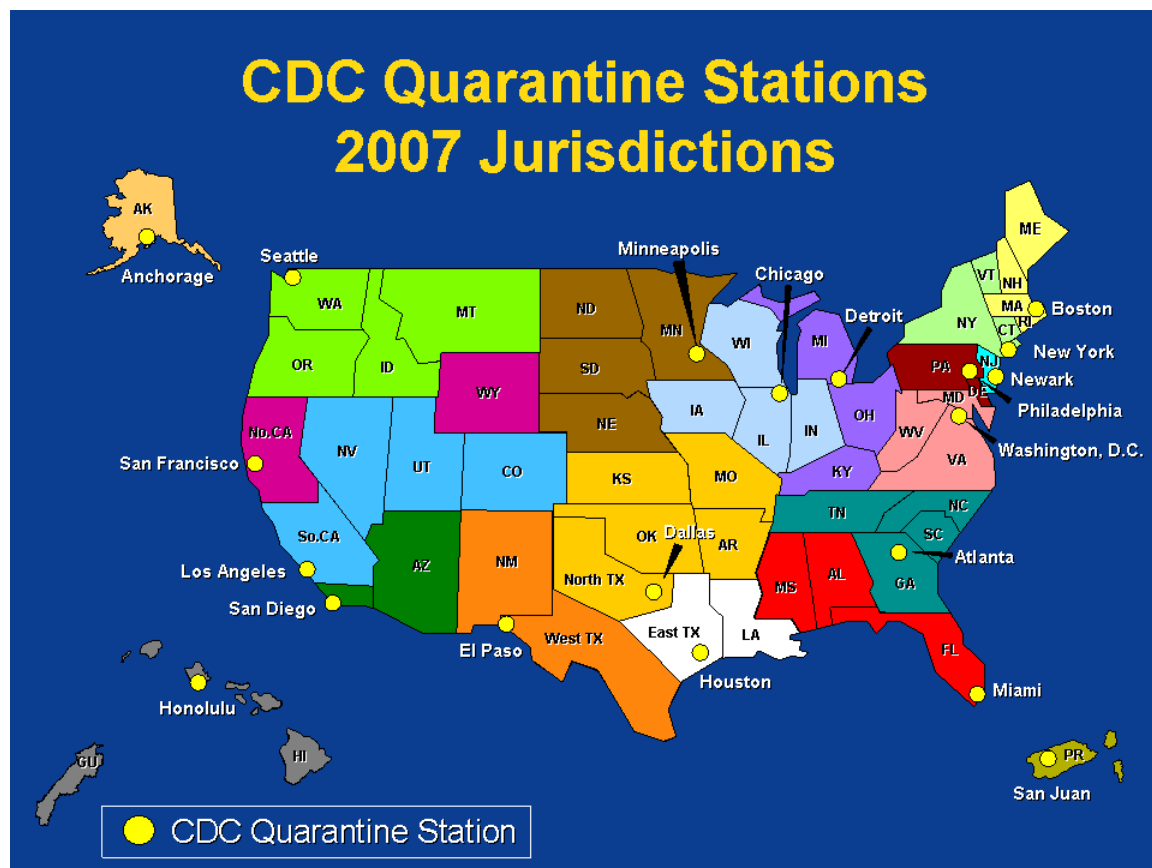 CDC Quarantine Stations
2007 Jurisdictions
AK
Anchorage
Seattle
Minneapolis
Chicago
Detroit
ME
VT
NH
MA
Boston
RI
CT
NY
New York
WA
MT
ND
MN
WI
MI
OR
ID
SD
WY
PA
NJ
Newark
DE
MD
Philadelphia
Washington, D.C.
IA
NE
IL
IN
OH
WV
VA
No.CA
San Francisco
NV
UT
CO
KS
MO
KY
TN
NC
SC
Atlanta
GA
So.CA
Los Angeles
San Diego
AZ
NM
OK
Dallas
AR
North TX
MS
AL
El Paso
West TX
East TX
LA
Houston
FL
Miami
Honolulu
HI
GU
PR
San Juan
CDC Quarantine Station